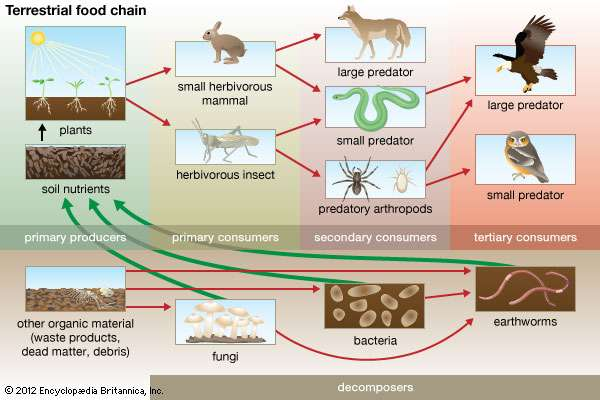 Terrestrial food chain
plants
soil nutrients
small herbivorous
mammal
herbivorous insect
large predator
small predator
predatory arthropods
large predator
small predator
primary producers
primary consumers
secondary consumers
tertiary consumers
other organic material
(waste products,
dead matter, debris)
fungi
bacteria
earthworms
decomposers
© 2012 Encyclopædia Britannica, Inc.